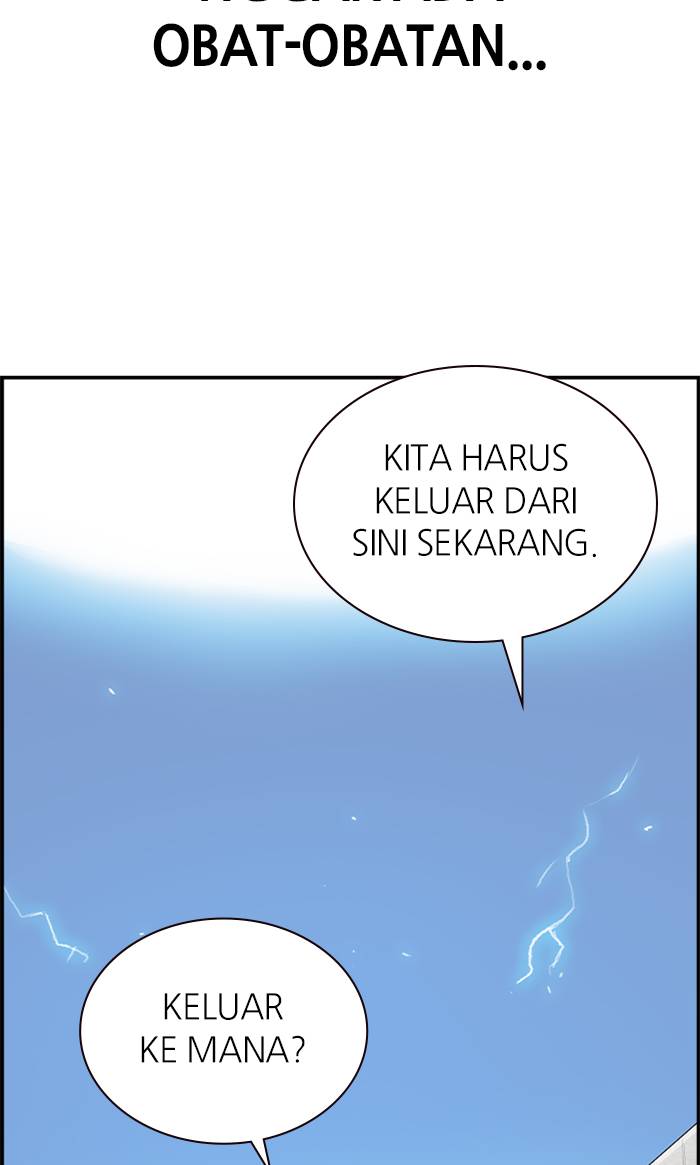 OBAT-OBATAN...
KITA HARUS
KELUAR DARI
SINI SEKARANG.
KELUAR
KE MANA?